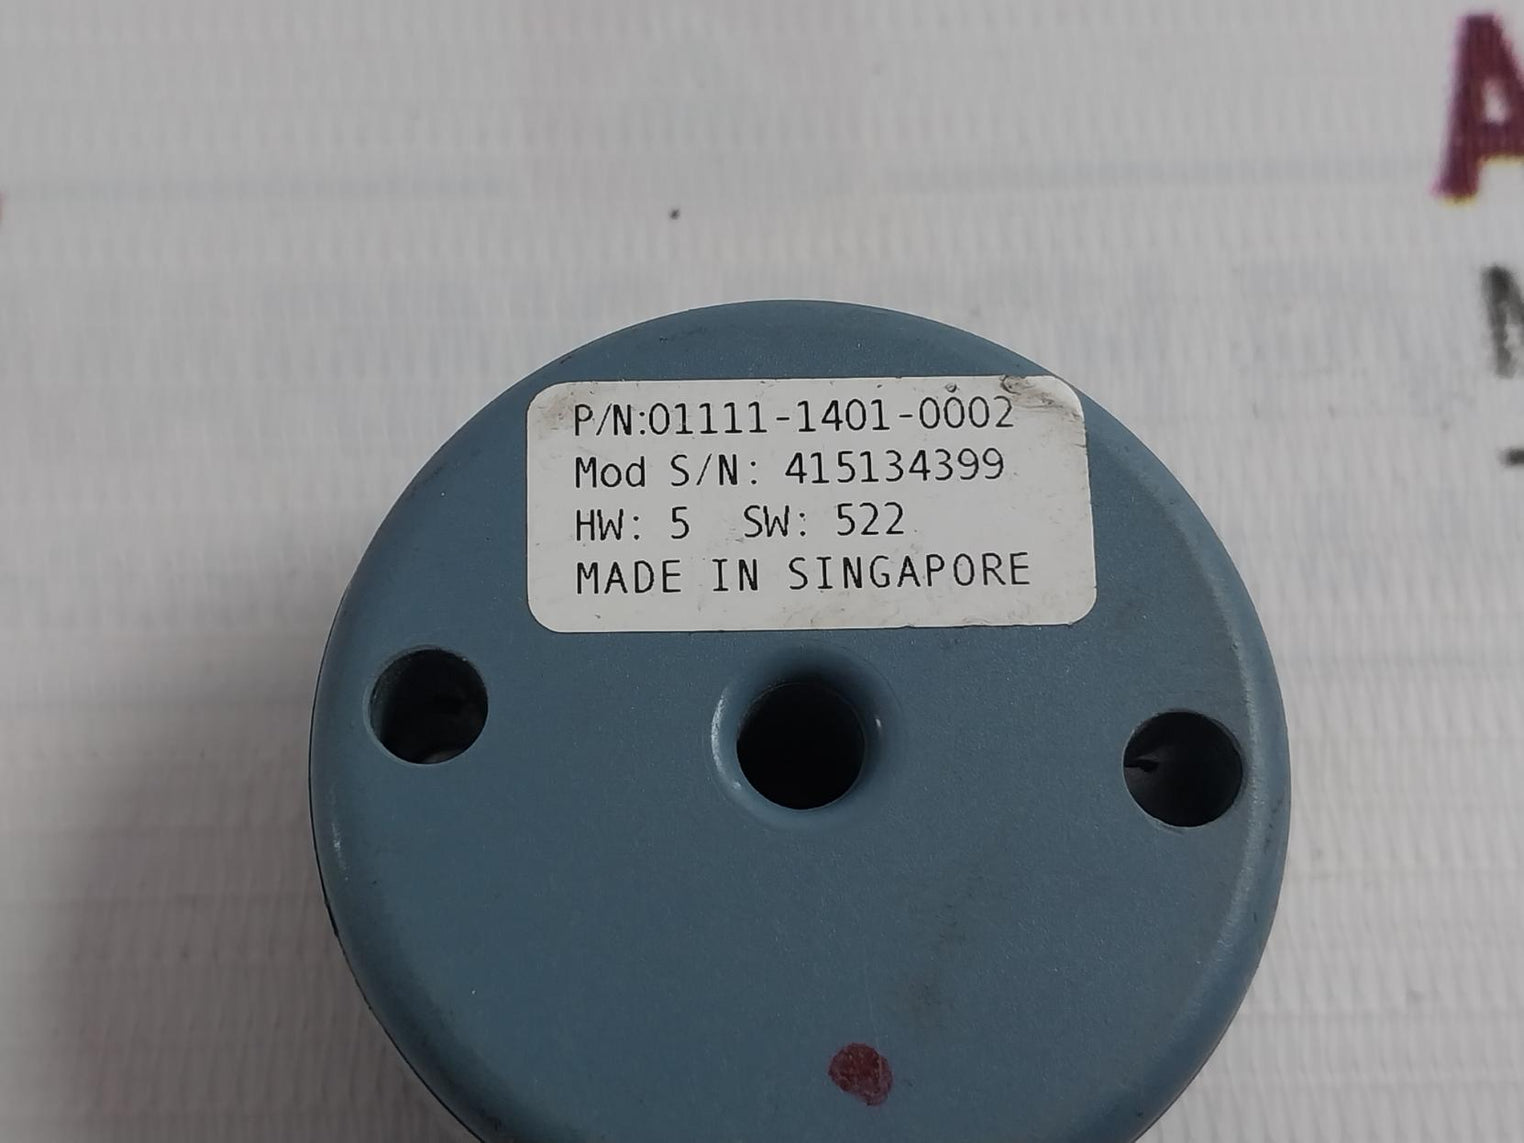 P/N:01111-1401-0002
Mod S/N: 415134399
HW: 5 SW: 522
MADE IN SINGAPORE